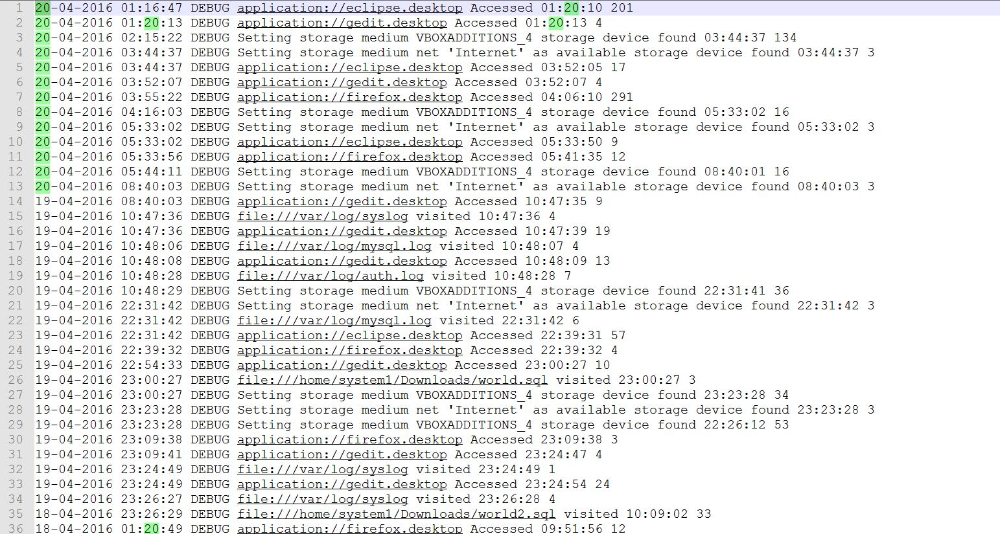 1 20-04-2016 01:16:47 DEBUG application://eclipse.desktop Accessed 01:20:10 201
2 20-04-2016 01:20:13 DEBUG application://gedit.desktop Accessed 01:20:13 4
3 20-04-2016 02:15:22 DEBUG Setting storage medium VBOXADDITIONS_4 storage device found 03:44:37 134
4 20-04-2016 03:44:37 DEBUG Setting storage medium net 'Internet' as available storage device found 03:44:37 3
5 20-04-2016 03:44:37 DEBUG application://eclipse.desktop Accessed 03:52:05 17
6 20-04-2016 03:52:07 DEBUG application://gedit.desktop Accessed 03:52:07 4
7 20-04-2016 03:55:22 DEBUG application://firefox.desktop Accessed 04:06:10 291
8 20-04-2016 04:16:03 DEBUG Setting storage medium VBOXADDITIONS_4 storage device found 05:33:02 16
9 20-04-2016 05:33:02 DEBUG Setting storage medium net 'Internet' as available storage device found 05:33:02 3
10 20-04-2016 05:33:02 DEBUG application://eclipse.desktop Accessed 05:33:50 9
11 20-04-2016 05:33:56 DEBUG application://firefox.desktop Accessed 05:41:35 12
12 20-04-2016 05:44:11 DEBUG Setting storage medium VBOXADDITIONS_4 storage device found 08:40:01 16
13 20-04-2016 08:40:03 DEBUG Setting storage medium net 'Internet' as available storage device found 08:40:03 3
14 19-04-2016 08:40:03 DEBUG application://gedit.desktop Accessed 10:47:35 9
15 19-04-2016 10:47:36 DEBUG file:///var/log/syslog visited 10:47:36 4
16 19-04-2016 10:47:36 DEBUG application://gedit.desktop Accessed 10:47:39 19
17 19-04-2016 10:48:06 DEBUG file:///var/log/mysql.log visited 10:48:07 4
18 19-04-2016 10:48:08 DEBUG application://gedit.desktop Accessed 10:48:09 13
19 19-04-2016 10:48:28 DEBUG file:///var/log/auth.log visited 10:48:28 7
20 19-04-2016 10:48:29 DEBUG Setting storage medium VBOXADDITIONS_4 storage device found 22:31:41 36
21 19-04-2016 22:31:42 DEBUG Setting storage medium net 'Internet' as available storage device found 22:31:42 3
22 19-04-2016 22:31:42 DEBUG file:///var/log/mysql.log visited 22:31:42 6
23 19-04-2016 22:31:42 DEBUG application://eclipse.desktop Accessed 22:39:31 57
24 19-04-2016 22:39:32 DEBUG application://firefox.desktop Accessed 22:39:32 4
25 19-04-2016 22:54:33 DEBUG application://gedit.desktop Accessed 23:00:27 10
26 19-04-2016 23:00:27 DEBUG file:///home/system1/Downloads/world.sql visited 23:00:27 3
27 19-04-2016 23:00:27 DEBUG Setting storage medium VBOXADDITIONS_4 storage device found 23:23:28 34
28 19-04-2016 23:23:28 DEBUG Setting storage medium net 'Internet' as available storage device found 23:23:28 3
29 19-04-2016 23:23:28 DEBUG Setting storage medium VBOXADDITIONS_4 storage device found 22:26:12 53
30 19-04-2016 23:09:38 DEBUG application://firefox.desktop Accessed 23:09:38 3
31 19-04-2016 23:09:41 DEBUG application://gedit.desktop Accessed 23:24:47 4
32 19-04-2016 23:24:49 DEBUG file:///var/log/syslog visited 23:24:49 1
33 19-04-2016 23:24:49 DEBUG application://gedit.desktop Accessed 23:24:54 24
34 19-04-2016 23:26:27 DEBUG file:///var/log/syslog visited 23:26:28 4
35 18-04-2016 23:26:29 DEBUG file:///home/system1/Downloads/world2.sql visited 10:09:02 33
36 18-04-2016 01:20:49 DEBUG application://firefox.desktop Accessed 09:51:56 12